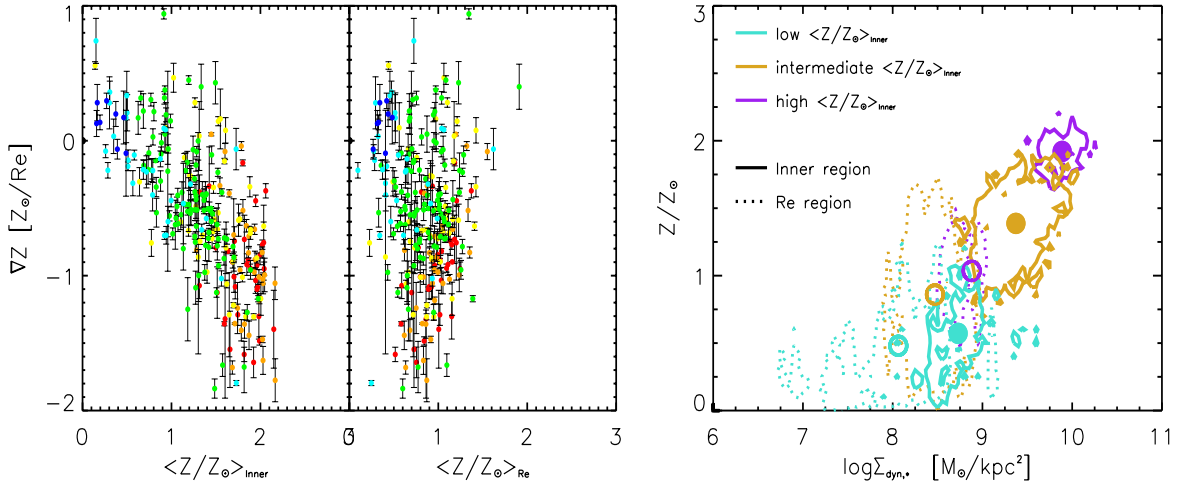 1
0
−1
−2
∇Z [Z⊙/Re]
0
1
2
3
0
1
2
3
<Z/Z⊙>Inner
<Z/Z⊙>Re
3
2
1
0
Z/Z⊙
low <Z/Z⊙>Inner
intermediate <Z/Z⊙>Inner
high <Z/Z⊙>Inner
Inner region
Re region
6
7
8
9
10
11
logΣdyn,⋆ [M⊙/kpc²]